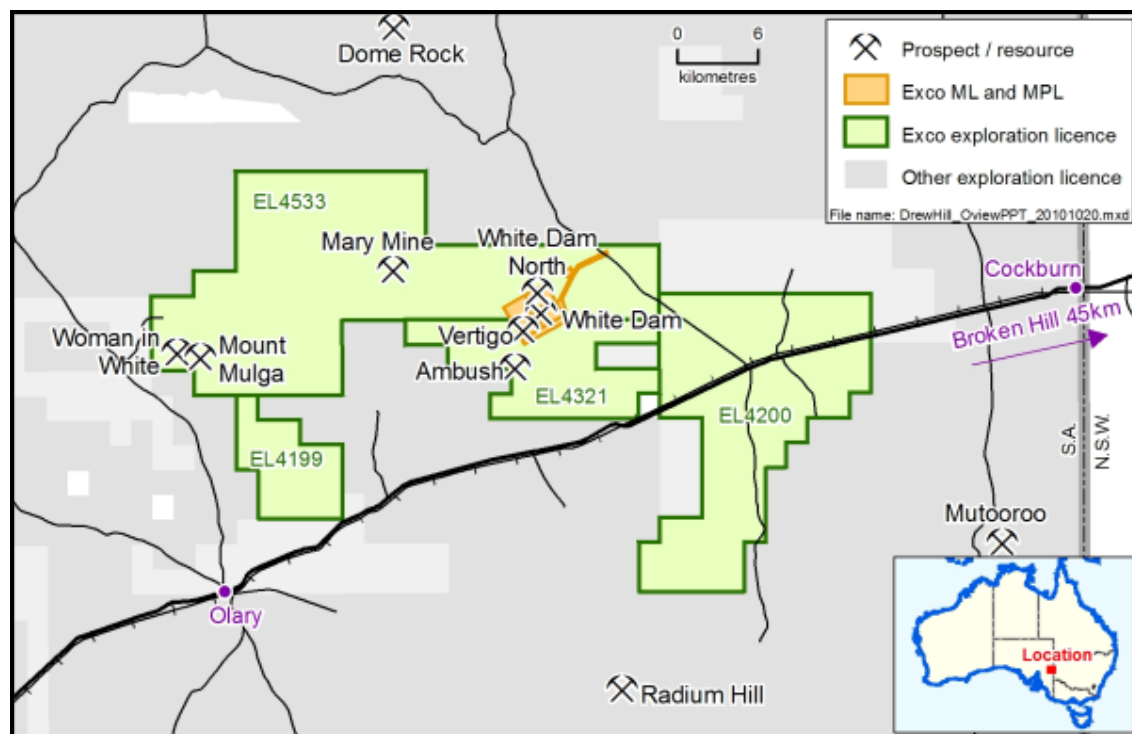 Dome Rock
0 6
kilometres
Prospect / resource
Exco ML and MPL
Exco exploration licence
Other exploration licence
File name: DrewHill_OviewPPT_20101020.mxd
EL4533
Mary Mine
White Dam
North
Cockburn
Broken Hill 45km
White Dam
Vertigo
Woman in
White
Mount
Mulga
Ambush
EL4321
EL4200
EL4199
S.A.
N.S.W.
Mutooroo
Olary
Location
Radium Hill